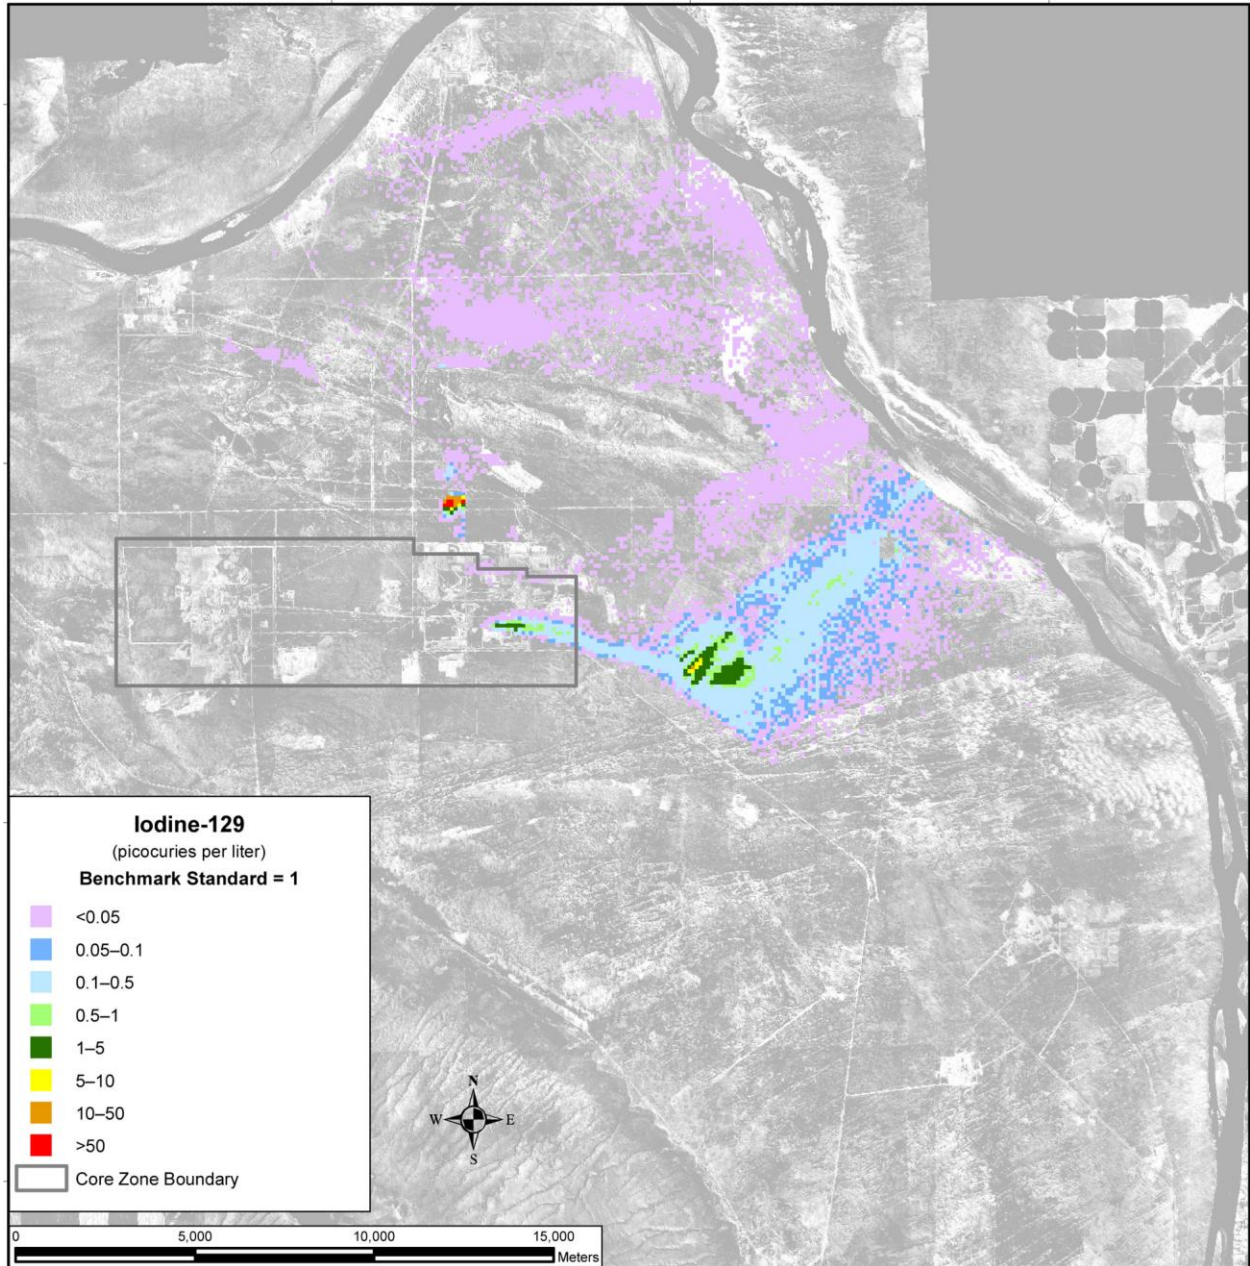 Iodine-129
(picocuries per liter)
Benchmark Standard = 1
<0.05
0.05–0.1
0.1–0.5
0.5–1
1–5
5–10
10–50
>50
Core Zone Boundary
N
W E
S
0 5,000 10,000 15,000
Meters